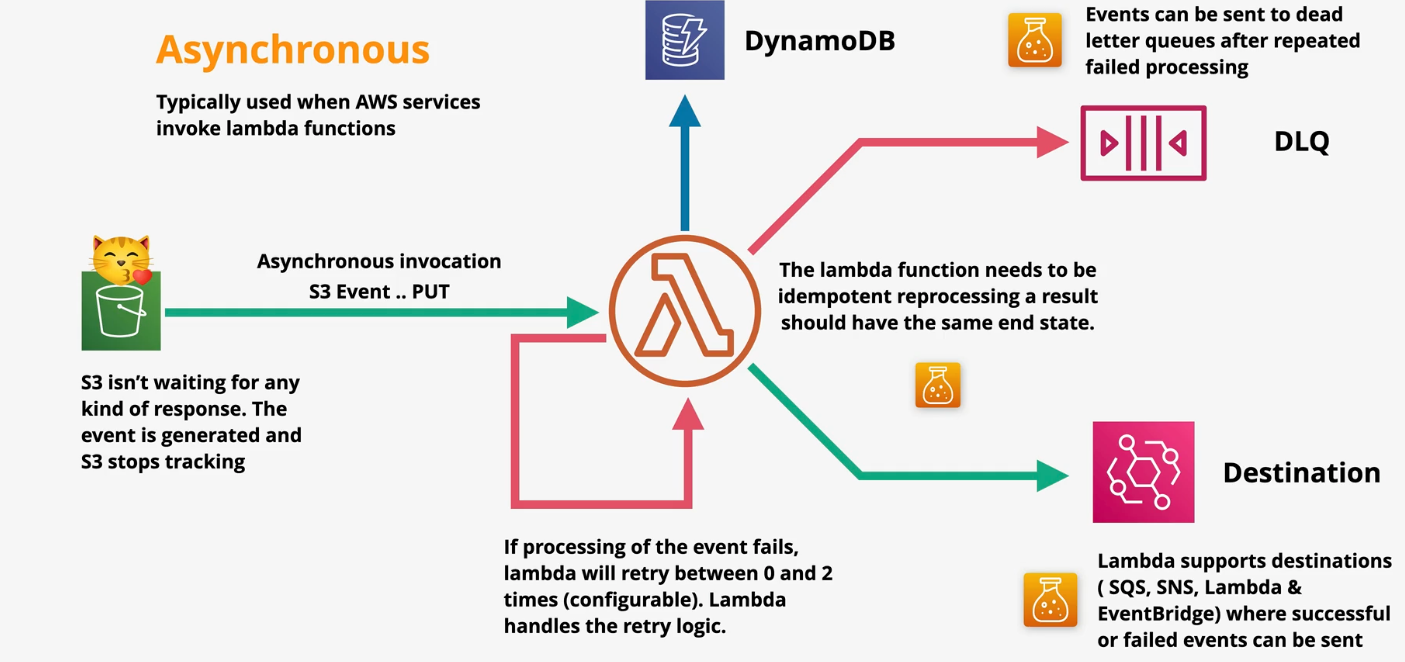 Asynchronous
Typically used when AWS services
invoke lambda functions
DynamoDB
Events can be sent to dead
letter queues after repeated
failed processing
DLQ
Asynchronous invocation
S3 Event .. PUT
The lambda function needs to be
idempotent reprocessing a result
should have the same end state.
S3 isn’t waiting for any
kind of response. The
event is generated and
S3 stops tracking
Destination
If processing of the event fails,
lambda will retry between 0 and 2
times (configurable). Lambda
handles the retry logic.
Lambda supports destinations
( SQS, SNS, Lambda &
EventBridge) where successful
or failed events can be sent